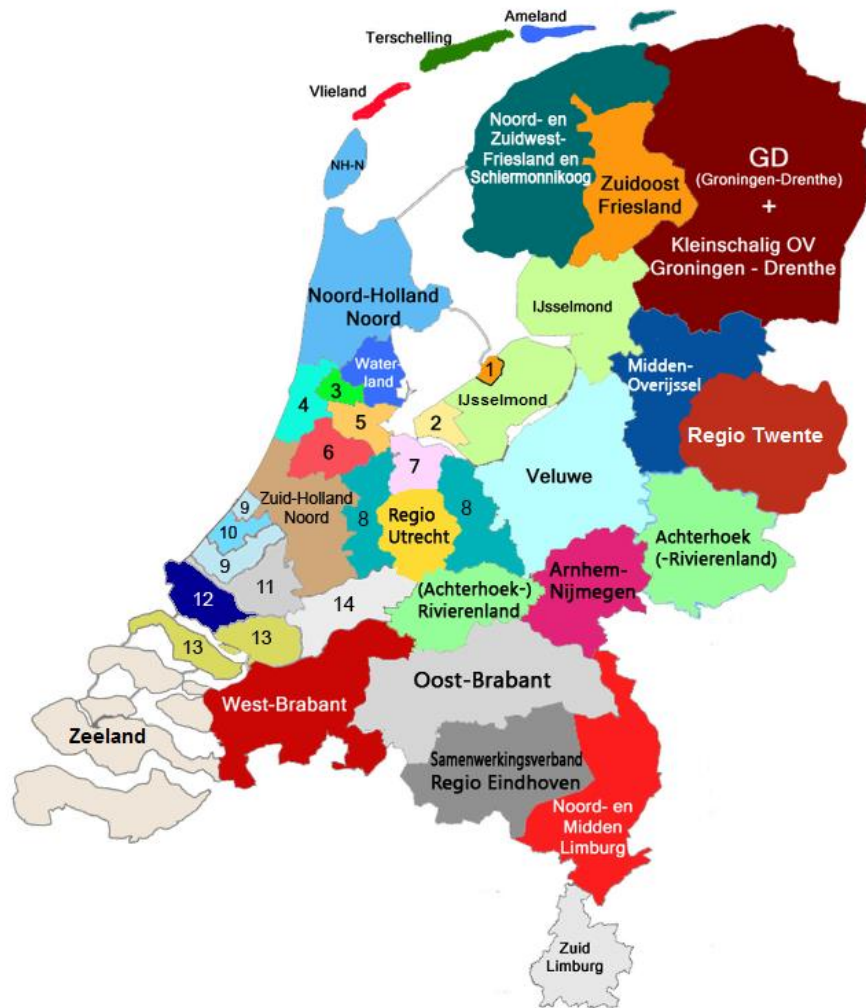 Ameland
Terschelling
Vlieland
NH-N
Noord- en
Zuidwest-
Friesland en
Schiermonnikoog
Zuidoost
Friesland
GD
(Groningen-Drenthe)
+
Kleinschalig OV
Groningen - Drenthe
Noord-Holland
Noord
IJsselmond
Water-
land
1
IJsselmond
Midden-
Overijssel
3
4
5
2
Regio Twente
6
7
Veluwe
Zuid-Holland
Noord
9
10
9
8
Regio
Utrecht
8
Achterhoek
(-Rivierenland)
11
12
(Achterhoek-)
Rivierenland
Arnhem-
Nijmegen
14
13
13
Oost-Brabant
West-Brabant
Zeeland
Samenwerkingsverband
Regio Eindhoven
Noord- en
Midden
Limburg
Zuid
Limburg